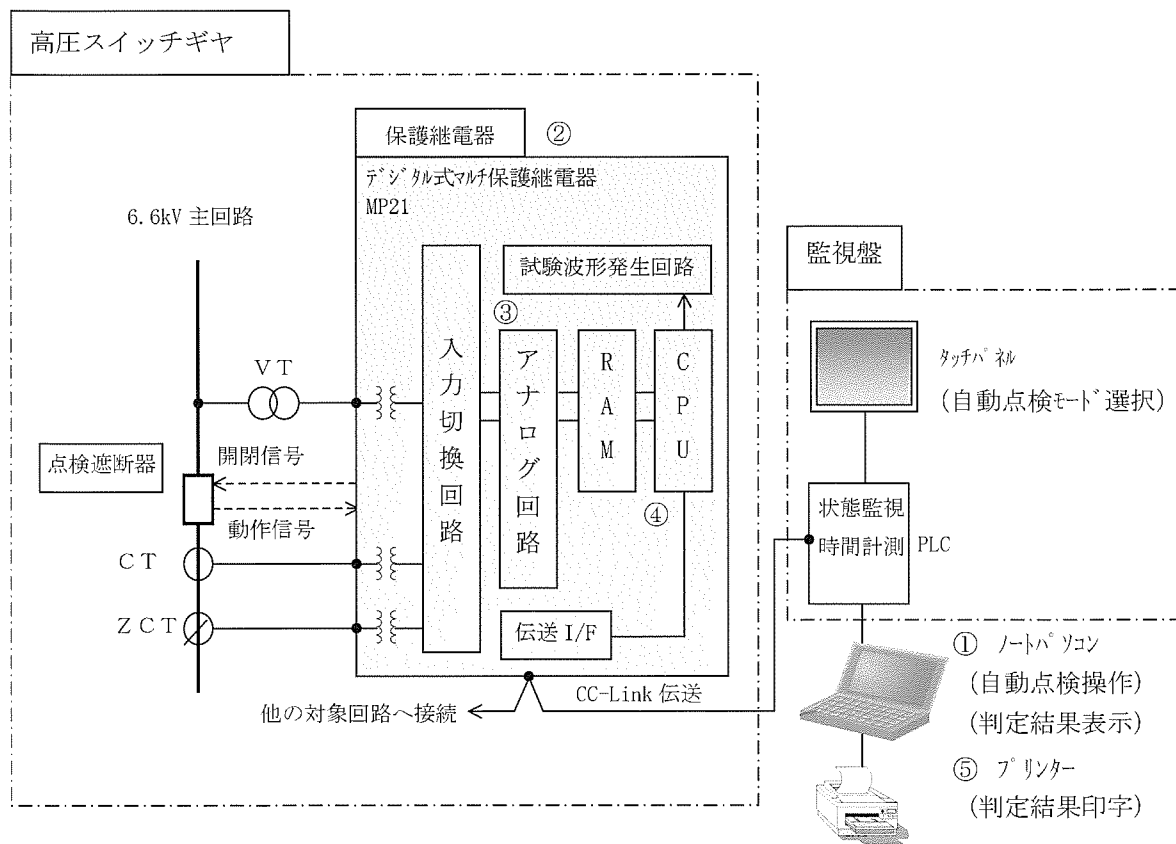 高圧スイッチギヤ
保護継電器 ②
デジタル式マルチ保護継電器
MP21
6.6kV 主回路
試験波形発生回路
監視盤
入力切換回路
③
アナログ回路
RAM
CPU
④
タッチパネル
(自動点検モード選択)
VT
点検遮断器
開閉信号
動作信号
状態監視
時間計測
PLC
CT
ZCT
伝送 I/F
CC-Link 伝送
他の対象回路へ接続
① ノートパソコン
(自動点検操作)
(判定結果表示)
⑤ プリンター
(判定結果印字)